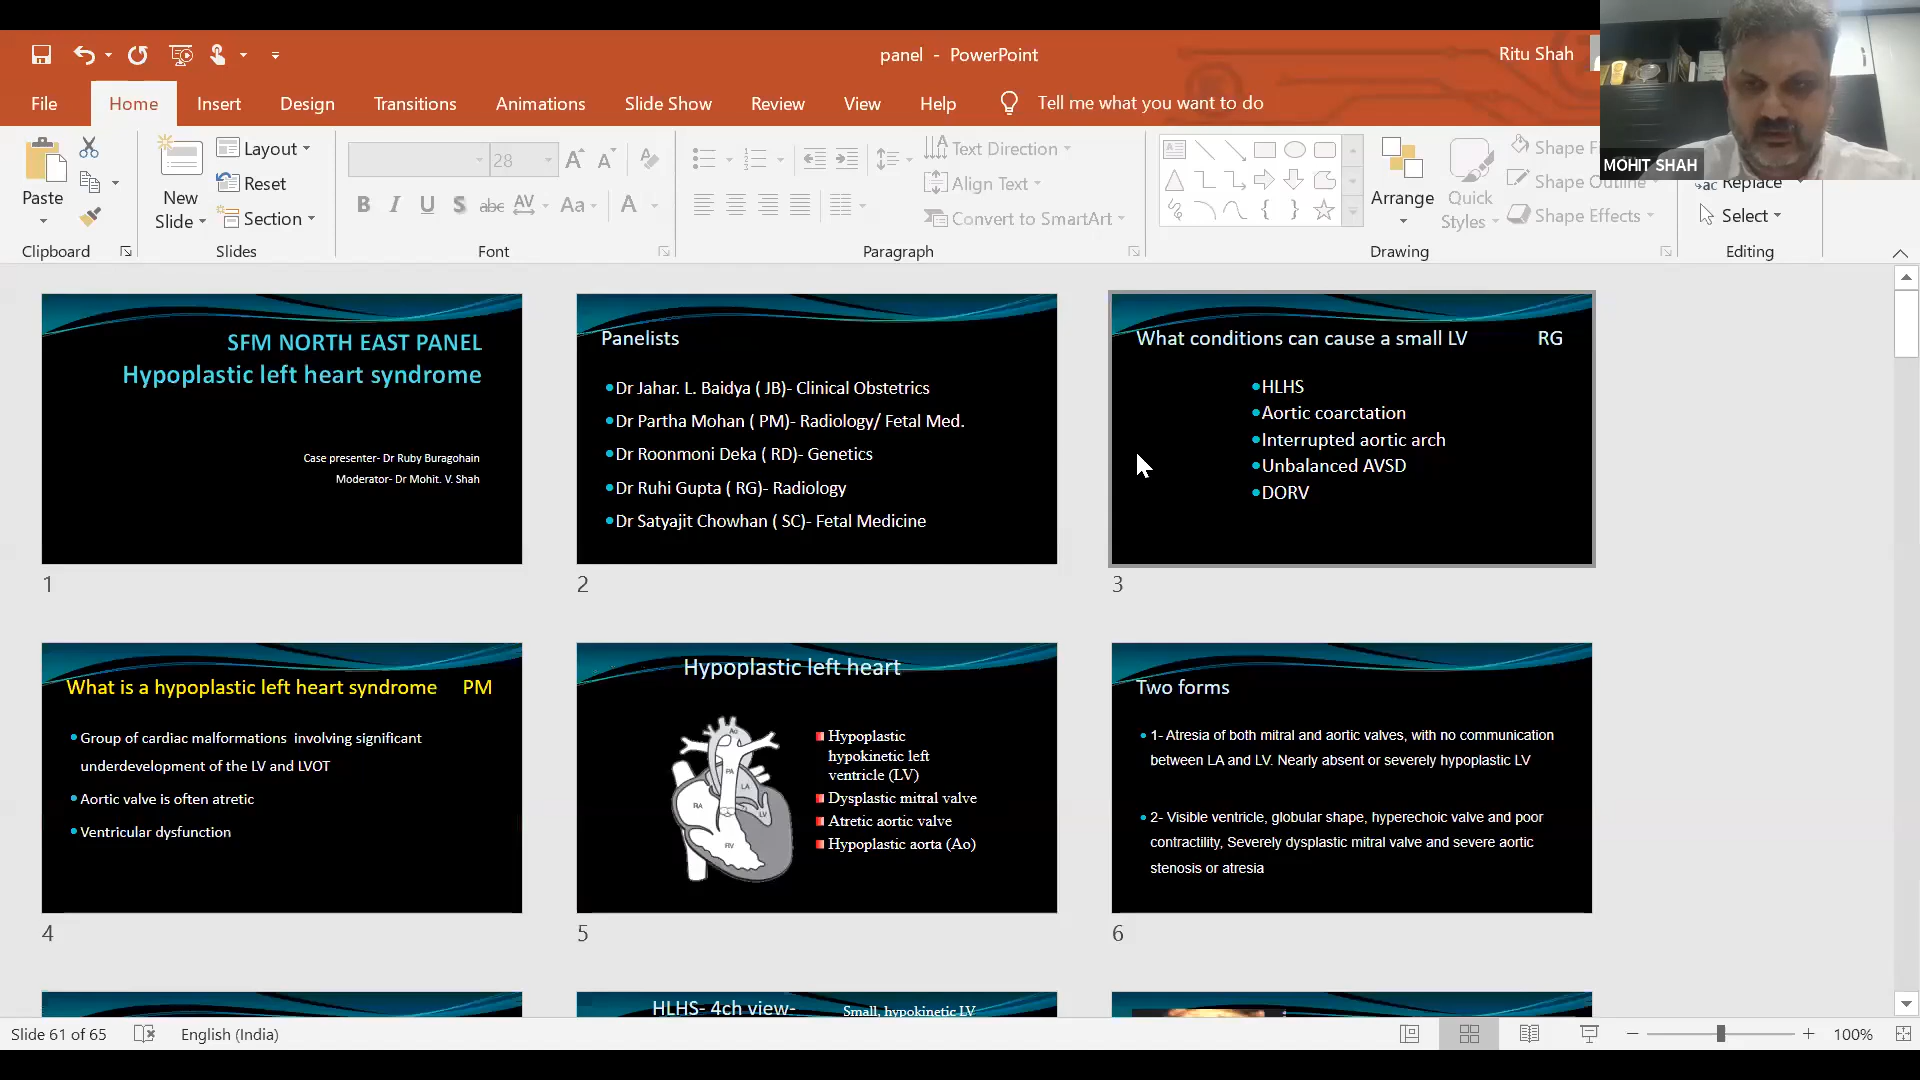 panel - PowerPoint
Ritu Shah
File
Home
Insert
Design
Transitions
Animations
Slide Show
Review
View
Help
Tell me what you want to do
Paste
New
Slide
Layout
Reset
Section
28
B I U S abc AV Aa A
Text Direction
Align Text
Convert to SmartArt
Arrange
Quick
Styles
Shape F
Shape Outline
Shape Effects
Replace
Select
MOHIT SHAH
Clipboard
Slides
Font
Paragraph
Drawing
Editing
SFM NORTH EAST PANEL
Hypoplastic left heart syndrome
Case presenter- Dr Ruby Buragohain
Moderator- Dr Mohit. V. Shah
1
Panelists
•Dr Jahar. L. Baidya ( JB)- Clinical Obstetrics
•Dr Partha Mohan ( PM)- Radiology/ Fetal Med.
•Dr Roonmoni Deka ( RD)- Genetics
•Dr Ruhi Gupta ( RG)- Radiology
•Dr Satyajit Chowhan ( SC)- Fetal Medicine
2
What conditions can cause a small LV RG
•HLHS
•Aortic coarctation
•Interrupted aortic arch
•Unbalanced AVSD
•DORV
3
What is a hypoplastic left heart syndrome PM
•Group of cardiac malformations involving significant
underdevelopment of the LV and LVOT
•Aortic valve is often atretic
•Ventricular dysfunction
4
Hypoplastic left heart
Ao
PA
LA
RA
LV
RV
Hypoplastic
hypokinetic left
ventricle (LV)
Dysplastic mitral valve
Atretic aortic valve
Hypoplastic aorta (Ao)
5
Two forms
• 1- Atresia of both mitral and aortic valves, with no communication
between LA and LV. Nearly absent or severely hypoplastic LV
• 2- Visible ventricle, globular shape, hyperechoic valve and poor
contractility, Severely dysplastic mitral valve and severe aortic
stenosis or atresia
6
HLHS- 4ch view-
Small, hypokinetic LV
Slide 61 of 65
English (India)
100%